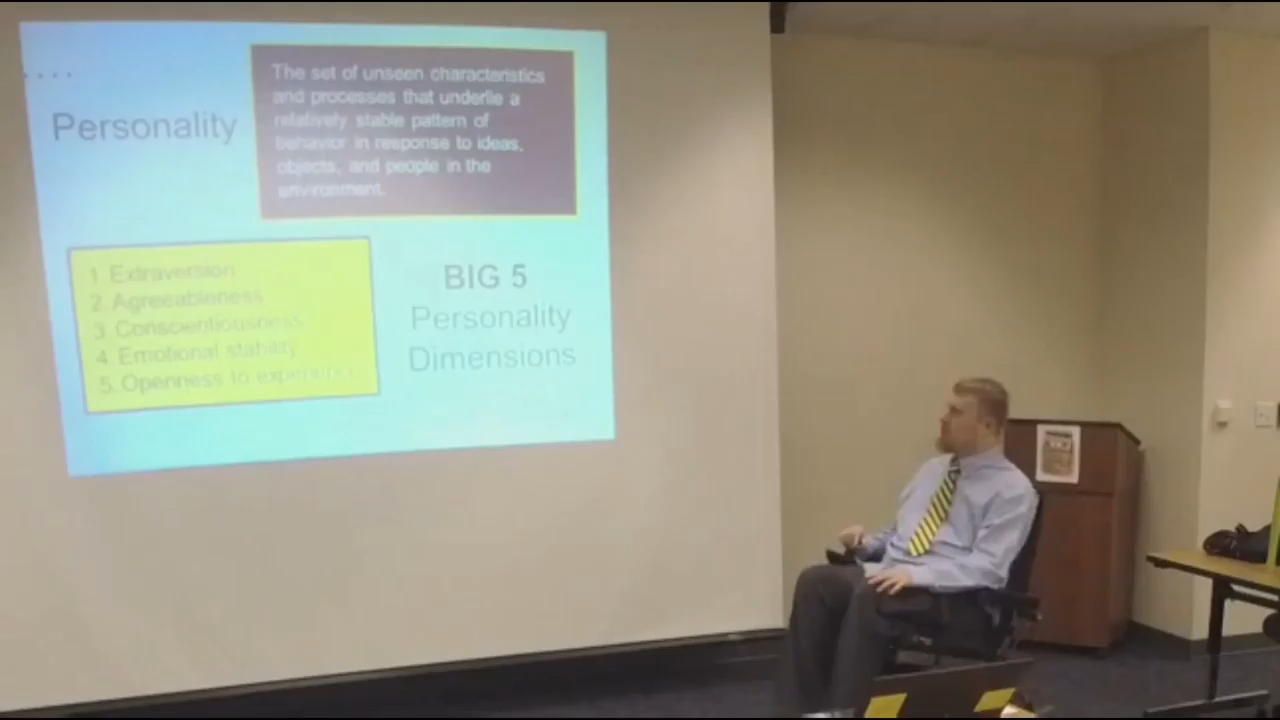 Personality
The set of unseen characteristics
and processes that underlie a
relatively stable pattern of
behavior in response to ideas,
objects, and people in the
environment.
1. Extraversion
2. Agreeableness
3. Conscientiousness
4. Emotional stability
5. Openness to experience
BIG 5
Personality
Dimensions